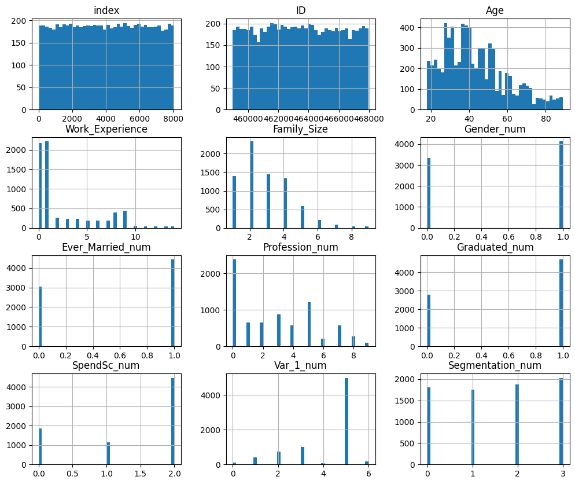 index ID Age
200 200 400
150 150 300
100 100 200
50 50 100
0 0 0
0 2000 4000 6000 8000 460000 462000 464000 466000 468000 20 40 60 80
Work_Experience Family_Size Gender_num
2000 2000 4000
1500 1500 3000
1000 1000 2000
500 500 1000
0 0 0
0 5 10 2 4 6 8 0.0 0.2 0.4 0.6 0.8 1.0
Ever_Married_num Profession_num Graduated_num
4000 2000 4000
3000 3000
2000 1000 2000
1000 1000
0 0 0
0.0 0.2 0.4 0.6 0.8 1.0 0 2 4 6 8 0.0 0.2 0.4 0.6 0.8 1.0
SpendSc_num Var_1_num Segmentation_num
4000 4000 2000
3000 1500
2000 2000 1000
1000 500
0 0 0
0.0 0.5 1.0 1.5 2.0 0 2 4 6 0 1 2 3